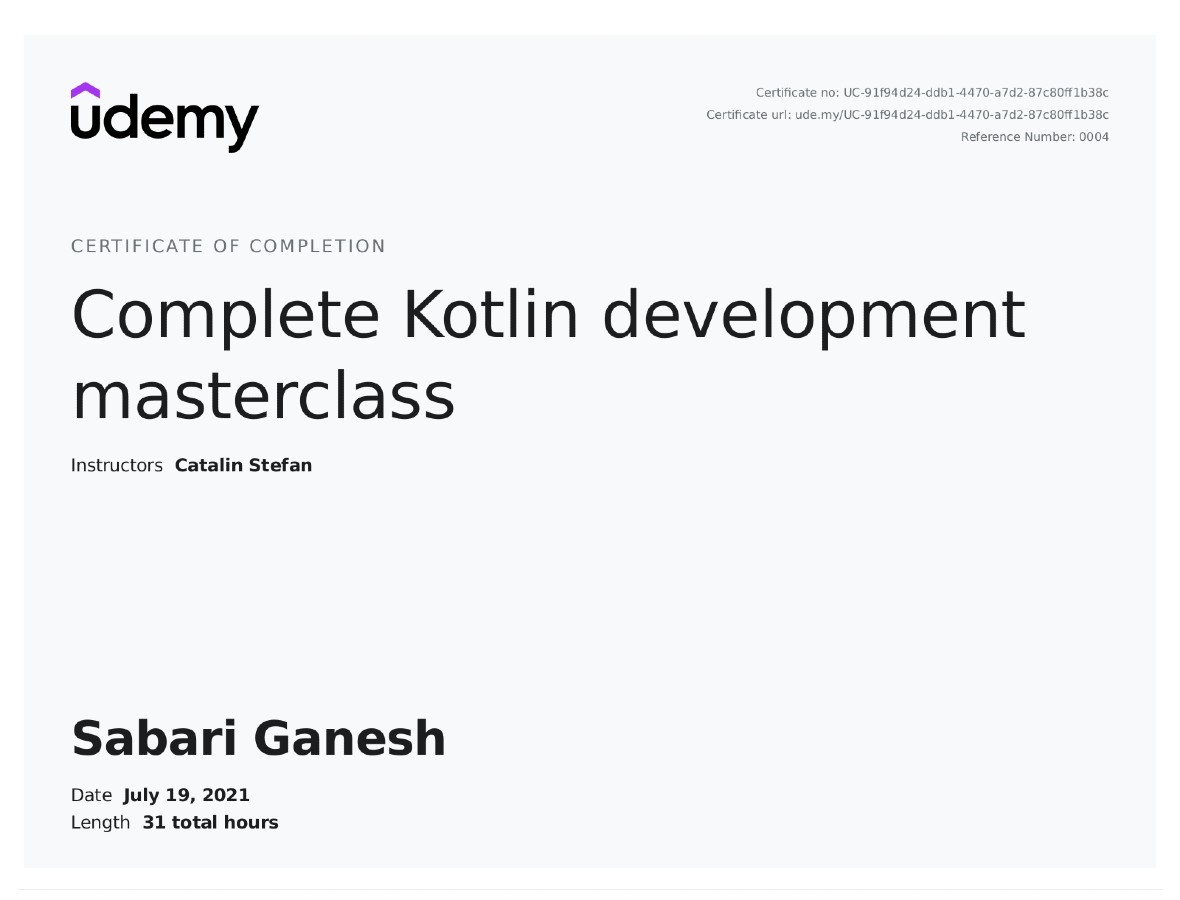 udemy
Certificate no: UC-91f94d24-ddb1-4470-a7d2-87c80ff1b38c
Certificate url: ude.my/UC-91f94d24-ddb1-4470-a7d2-87c80ff1b38c
Reference Number: 0004
CERTIFICATE OF COMPLETION
Complete Kotlin development
masterclass
Instructors Catalin Stefan
Sabari Ganesh
Date July 19, 2021
Length 31 total hours